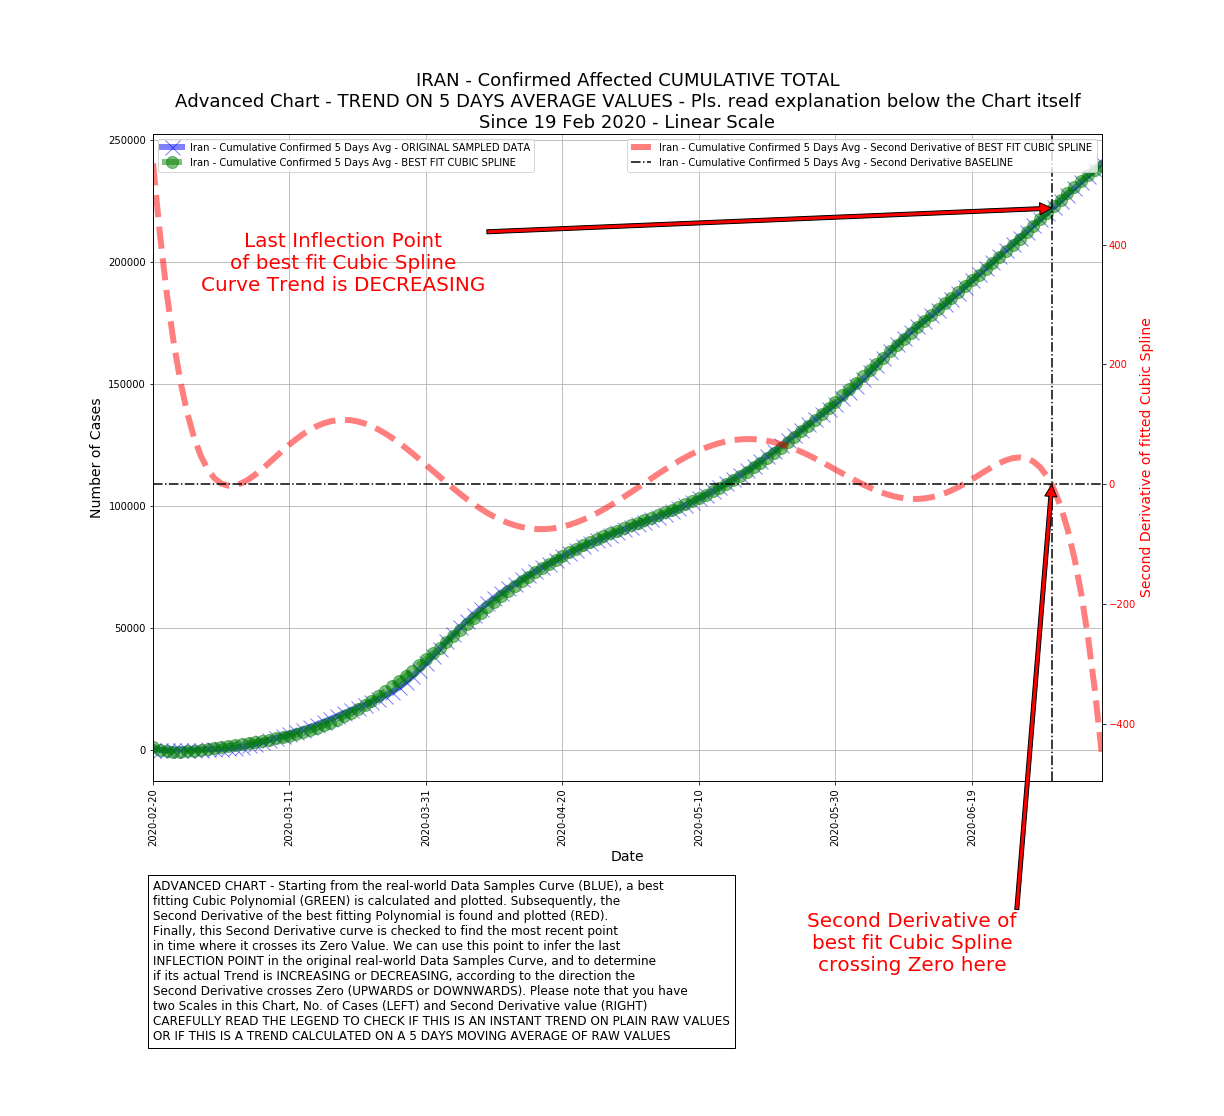 IRAN - Confirmed Affected CUMULATIVE TOTAL
Advanced Chart - TREND ON 5 DAYS AVERAGE VALUES - Pls. read explanation below the Chart itself
Since 19 Feb 2020 - Linear Scale
Iran - Cumulative Confirmed 5 Days Avg - ORIGINAL SAMPLED DATA
Iran - Cumulative Confirmed 5 Days Avg - BEST FIT CUBIC SPLINE
Iran - Cumulative Confirmed 5 Days Avg - Second Derivative of BEST FIT CUBIC SPLINE
Iran - Cumulative Confirmed 5 Days Avg - Second Derivative BASELINE
Last Inflection Point
of best fit Cubic Spline
Curve Trend is DECREASING
Number of Cases
250000
200000
150000
100000
50000
0
400
200
0
−200
−400
Second Derivative of fitted Cubic Spline
2020-02-20
2020-03-11
2020-03-31
2020-04-20
2020-05-10
2020-05-30
2020-06-19
Date
ADVANCED CHART - Starting from the real-world Data Samples Curve (BLUE), a best
fitting Cubic Polynomial (GREEN) is calculated and plotted. Subsequently, the
Second Derivative of the best fitting Polynomial is found and plotted (RED).
Finally, this Second Derivative curve is checked to find the most recent point
in time where it crosses its Zero Value. We can use this point to infer the last
INFLECTION POINT in the original real-world Data Samples Curve, and to determine
if its actual Trend is INCREASING or DECREASING, according to the direction the
Second Derivative crosses Zero (UPWARDS or DOWNWARDS). Please note that you have
two Scales in this Chart, No. of Cases (LEFT) and Second Derivative value (RIGHT)
CAREFULLY READ THE LEGEND TO CHECK IF THIS IS AN INSTANT TREND ON PLAIN RAW VALUES
OR IF THIS IS A TREND CALCULATED ON A 5 DAYS MOVING AVERAGE OF RAW VALUES
Second Derivative of
best fit Cubic Spline
crossing Zero here